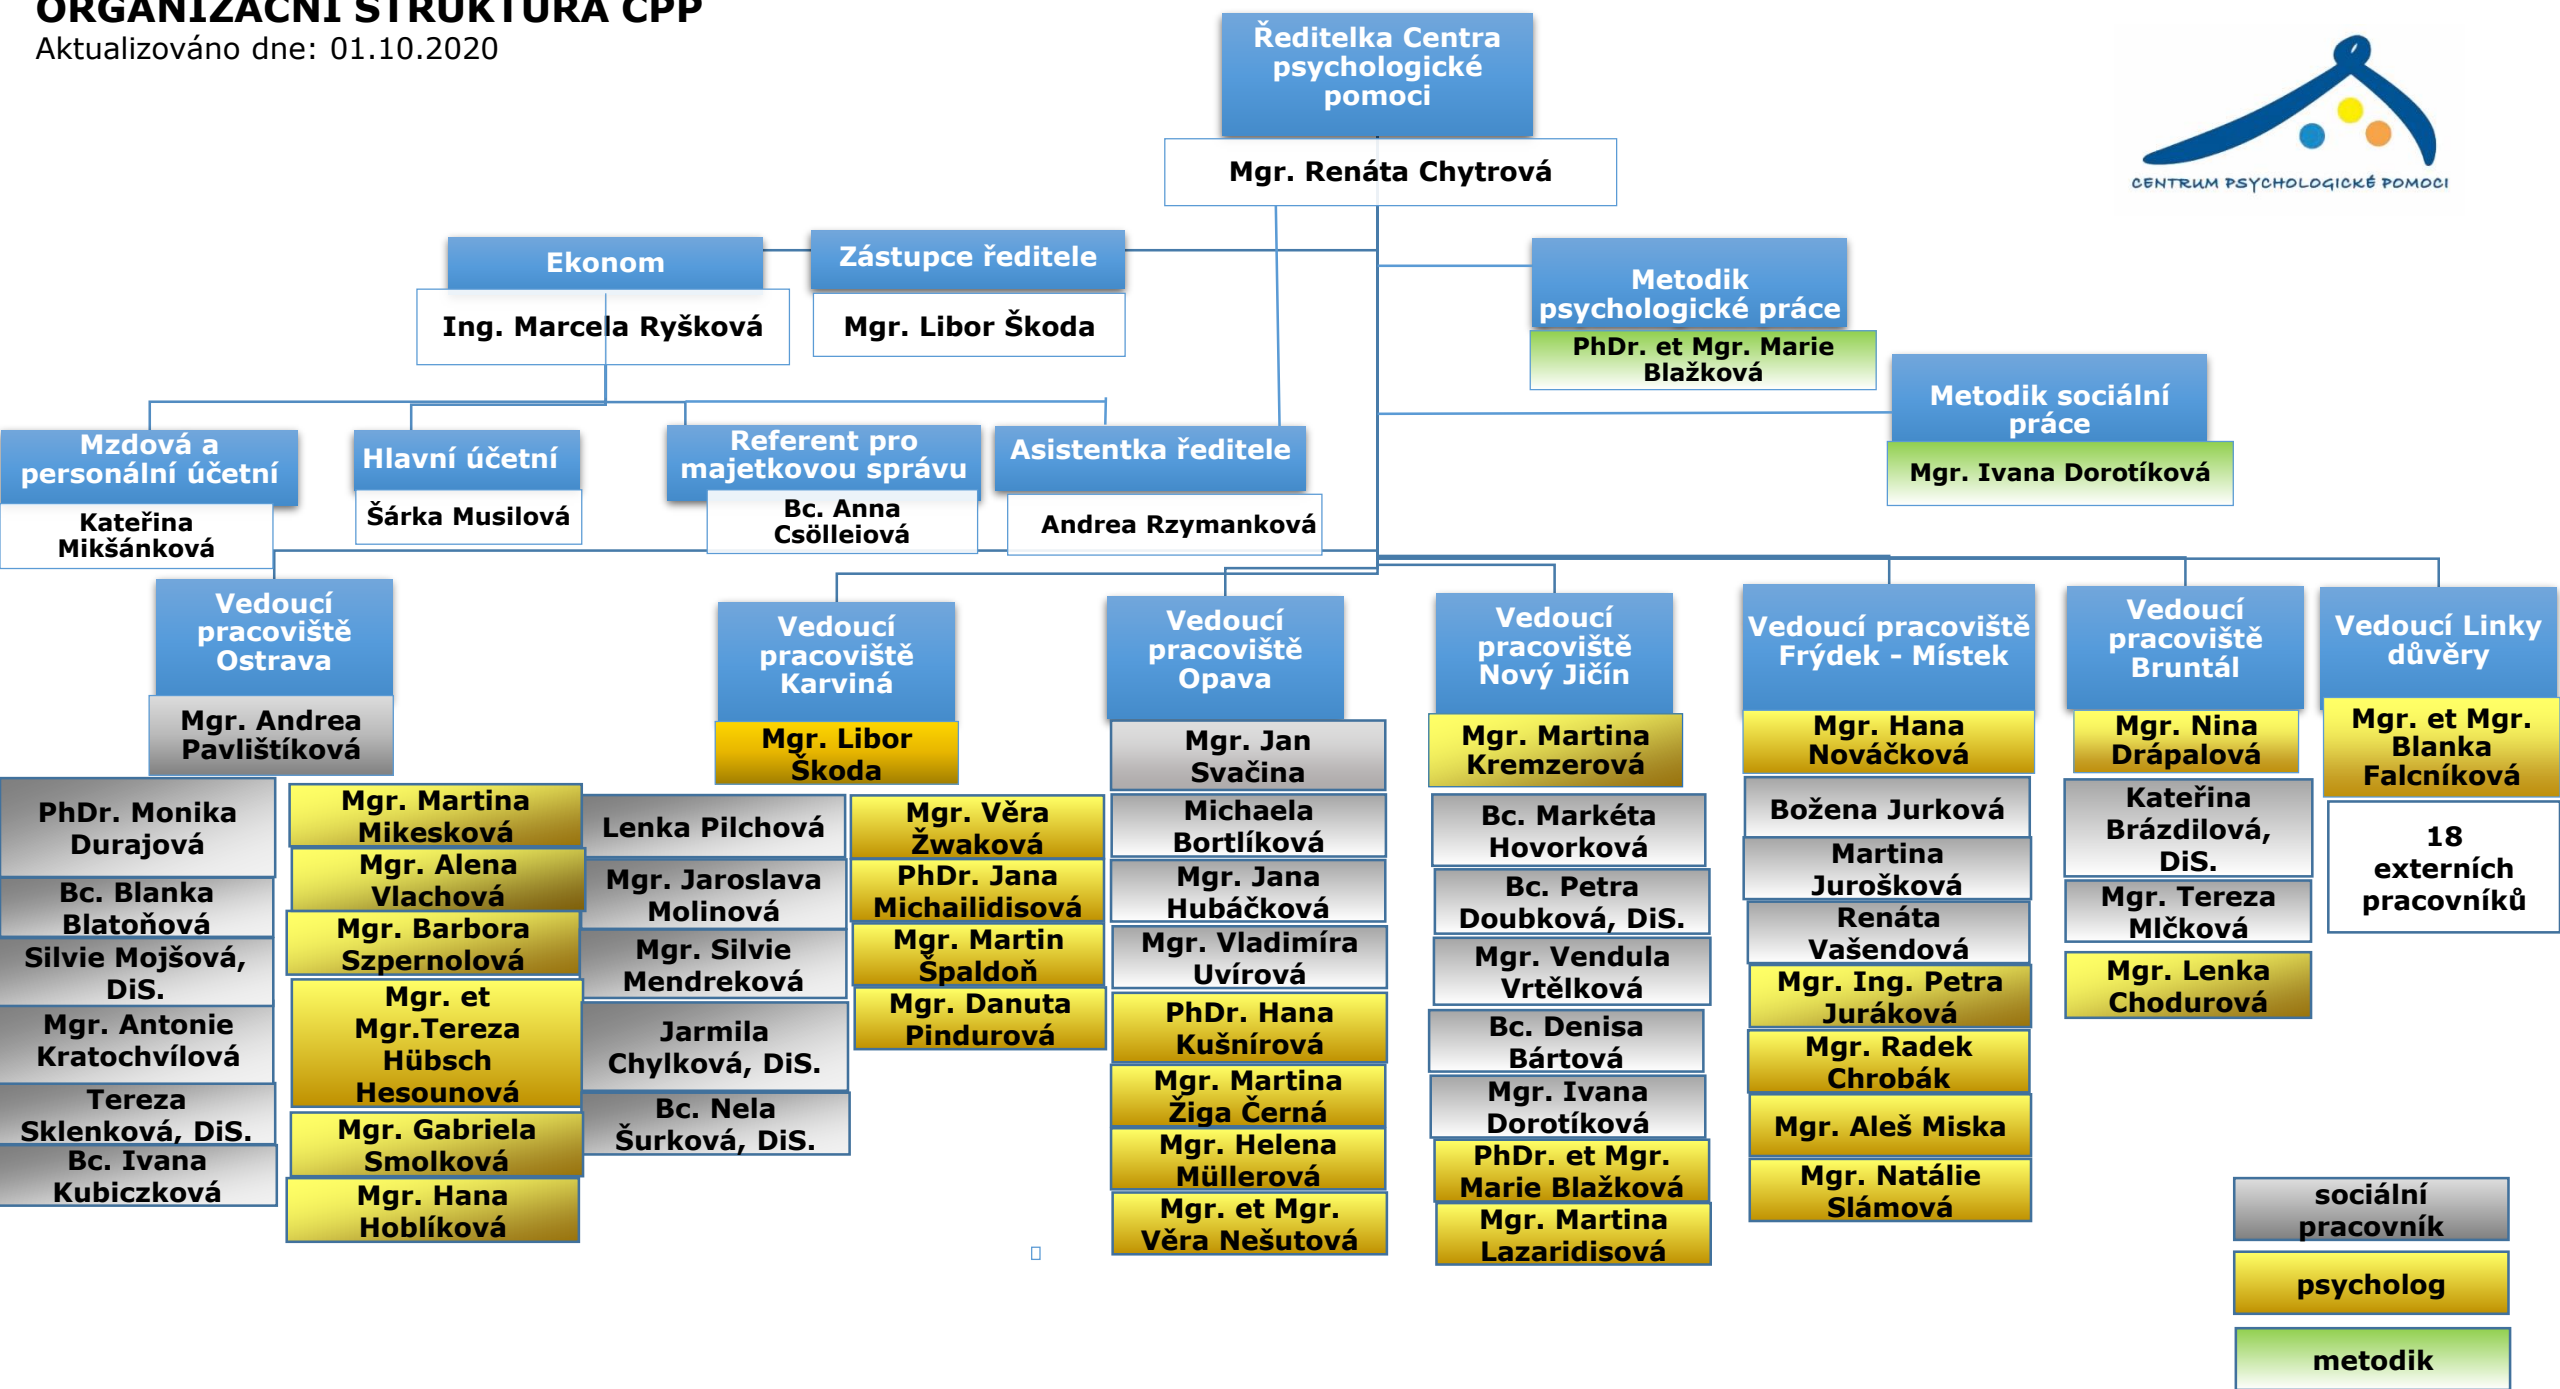 ORGANIZAČNÍ STRUKTURA CPP
Aktualizováno dne: 01.10.2020
Ředitelka Centra
psychologické
pomoci
Mgr. Renáta Chytrová
CENTRUM PSYCHOLOGICKÉ POMOCI
Ekonom
Ing. Marcela Ryšková
Zástupce ředitele
Mgr. Libor Škoda
Metodik
psychologické práce
PhDr. et Mgr. Marie
Blažková
Metodik sociální
práce
Mgr. Ivana Dorotíková
Mzdová a
personální účetní
Kateřina
Mikšánková
Hlavní účetní
Šárka Musilová
Referent pro
majetkovou správu
Bc. Anna
Csölleiová
Asistentka ředitele
Andrea Rzymanková
Vedoucí
pracoviště
Ostrava
Mgr. Andrea
Pavlištíková
PhDr. Monika
Durajová
Bc. Blanka
Blatoňová
Silvie Mojšová,
DiS.
Mgr. Antonie
Kratochvílová
Tereza
Sklenková, DiS.
Bc. Ivana
Kubiczková
Mgr. Martina
Mikesková
Mgr. Alena
Vlachová
Mgr. Barbora
Szpernolová
Mgr. et
Mgr.Tereza
Hübsch
Hesounová
Mgr. Gabriela
Smolková
Mgr. Hana
Hoblíková
Vedoucí
pracoviště
Karviná
Mgr. Libor
Škoda
Lenka Pilchová
Mgr. Jaroslava
Molinová
Mgr. Silvie
Mendreková
Jarmila
Chylková, DiS.
Bc. Nela
Šurková, DiS.
Mgr. Věra
Žwaková
PhDr. Jana
Michailidisová
Mgr. Martin
Špaldoň
Mgr. Danuta
Pindurová
Vedoucí
pracoviště
Opava
Mgr. Jan
Svačina
Michaela
Bortlíková
Mgr. Jana
Hubáčková
Mgr. Vladimíra
Uvírová
PhDr. Hana
Kušnírová
Mgr. Martina
Žiga Černá
Mgr. Helena
Müllerová
Mgr. et Mgr.
Věra Nešutová
Vedoucí
pracoviště
Nový Jičín
Mgr. Martina
Kremzerová
Bc. Markéta
Hovorková
Bc. Petra
Doubková, DiS.
Mgr. Vendula
Vrtělková
Bc. Denisa
Bártová
Mgr. Ivana
Dorotíková
PhDr. et Mgr.
Marie Blažková
Mgr. Martina
Lazaridisová
Vedoucí pracoviště
Frýdek - Místek
Mgr. Hana
Nováčková
Božena Jurková
Martina
Jurošková
Renáta
Vašendová
Mgr. Ing. Petra
Juráková
Mgr. Radek
Chrobák
Mgr. Aleš Miska
Mgr. Natálie
Slámová
Vedoucí
pracoviště
Bruntál
Mgr. Nina
Drápalová
Kateřina
Brázdilová,
DiS.
Mgr. Tereza
Mlčková
Mgr. Lenka
Chodurová
Vedoucí Linky
důvěry
Mgr. et Mgr.
Blanka
Falcníková
18
externích
pracovníků
sociální
pracovník
psycholog
metodik